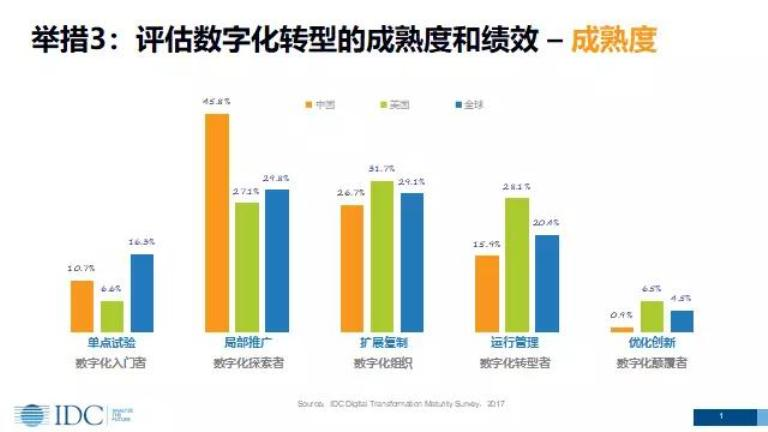 举措3：评估数字化转型的成熟度和绩效 – 成熟度
中国 美国 全球
45.8%
31.7%
29.8% 29.1%
28.1%
27.1% 26.7%
20.4%
16.3% 15.9%
10.7%
6.6% 6.5%
4.5%
0.9%
单点试验 局部推广 扩展复制 运行管理 优化创新
数字化入门者 数字化探索者 数字化组织 数字化转型者 数字化颠覆者
Source：IDC Digital Transformation Maturity Survey，2017
IDC
ANALYZE
THE
FUTURE
1